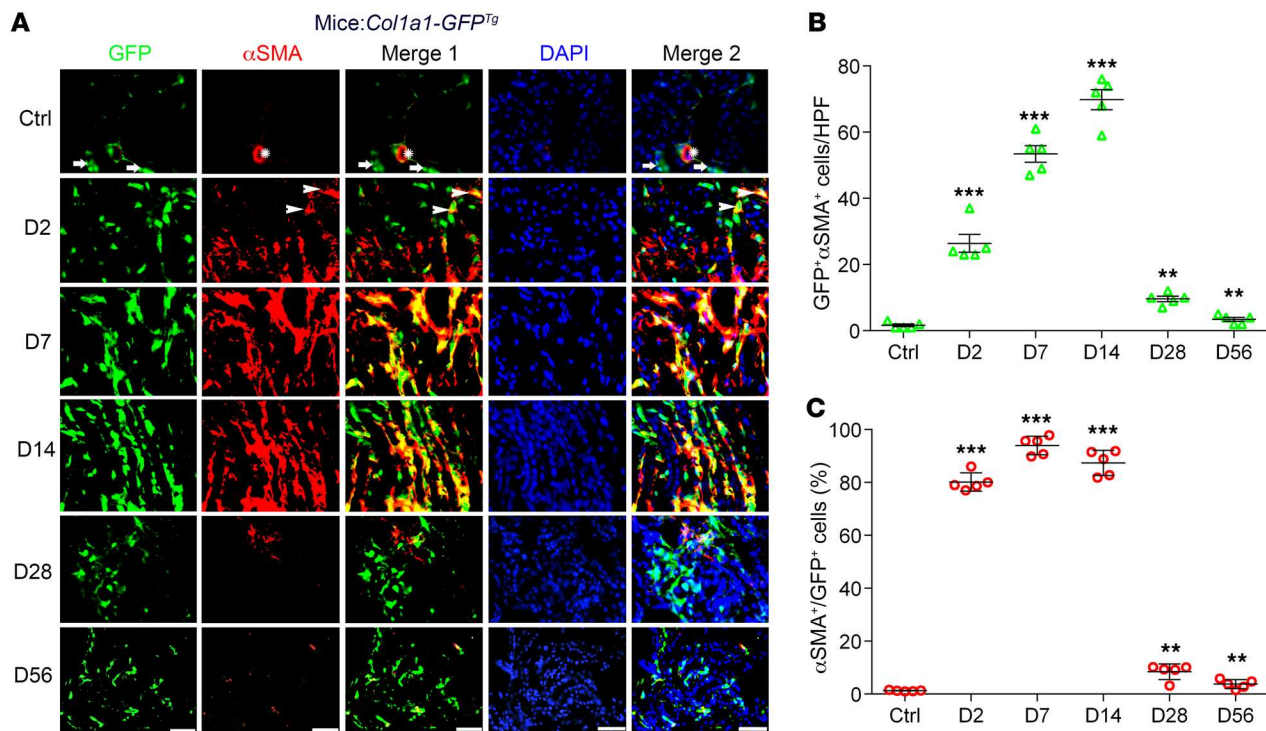 A
Mice:Col1a1-GFPTg
GFP αSMA Merge 1 DAPI Merge 2
Ctrl
D2
D7
D14
D28
D56
B
GFP+αSMA+ cells/HPF
80
60
40
20
0
***
***
***
**
**
Ctrl D2 D7 D14 D28 D56
C
αSMA+/GFP+ cells (%)
100
80
60
40
20
0
***
***
***
**
**
Ctrl D2 D7 D14 D28 D56